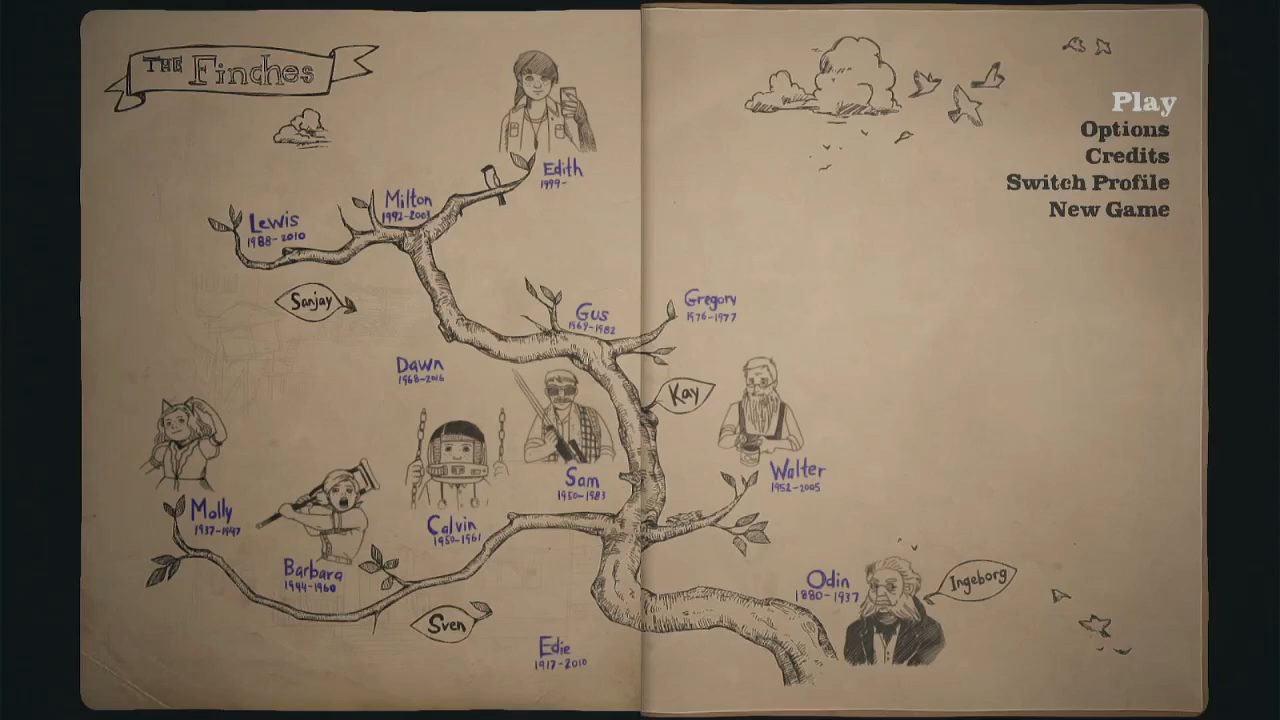 THE Finches
Edith
1999-
Milton
1992-2003
Lewis
1988-2010
Sanjay
Gus
1969-1982
Gregory
1976-1977
Dawn
1968-2016
Kay
Sam
1950-1983
Walter
1952-2005
Molly
1937-1947
Barbara
1944-1960
Calvin
1950-1961
Sven
Edie
1917-2010
Odin
1880-1937
Ingeborg
Play
Options
Credits
Switch Profile
New Game